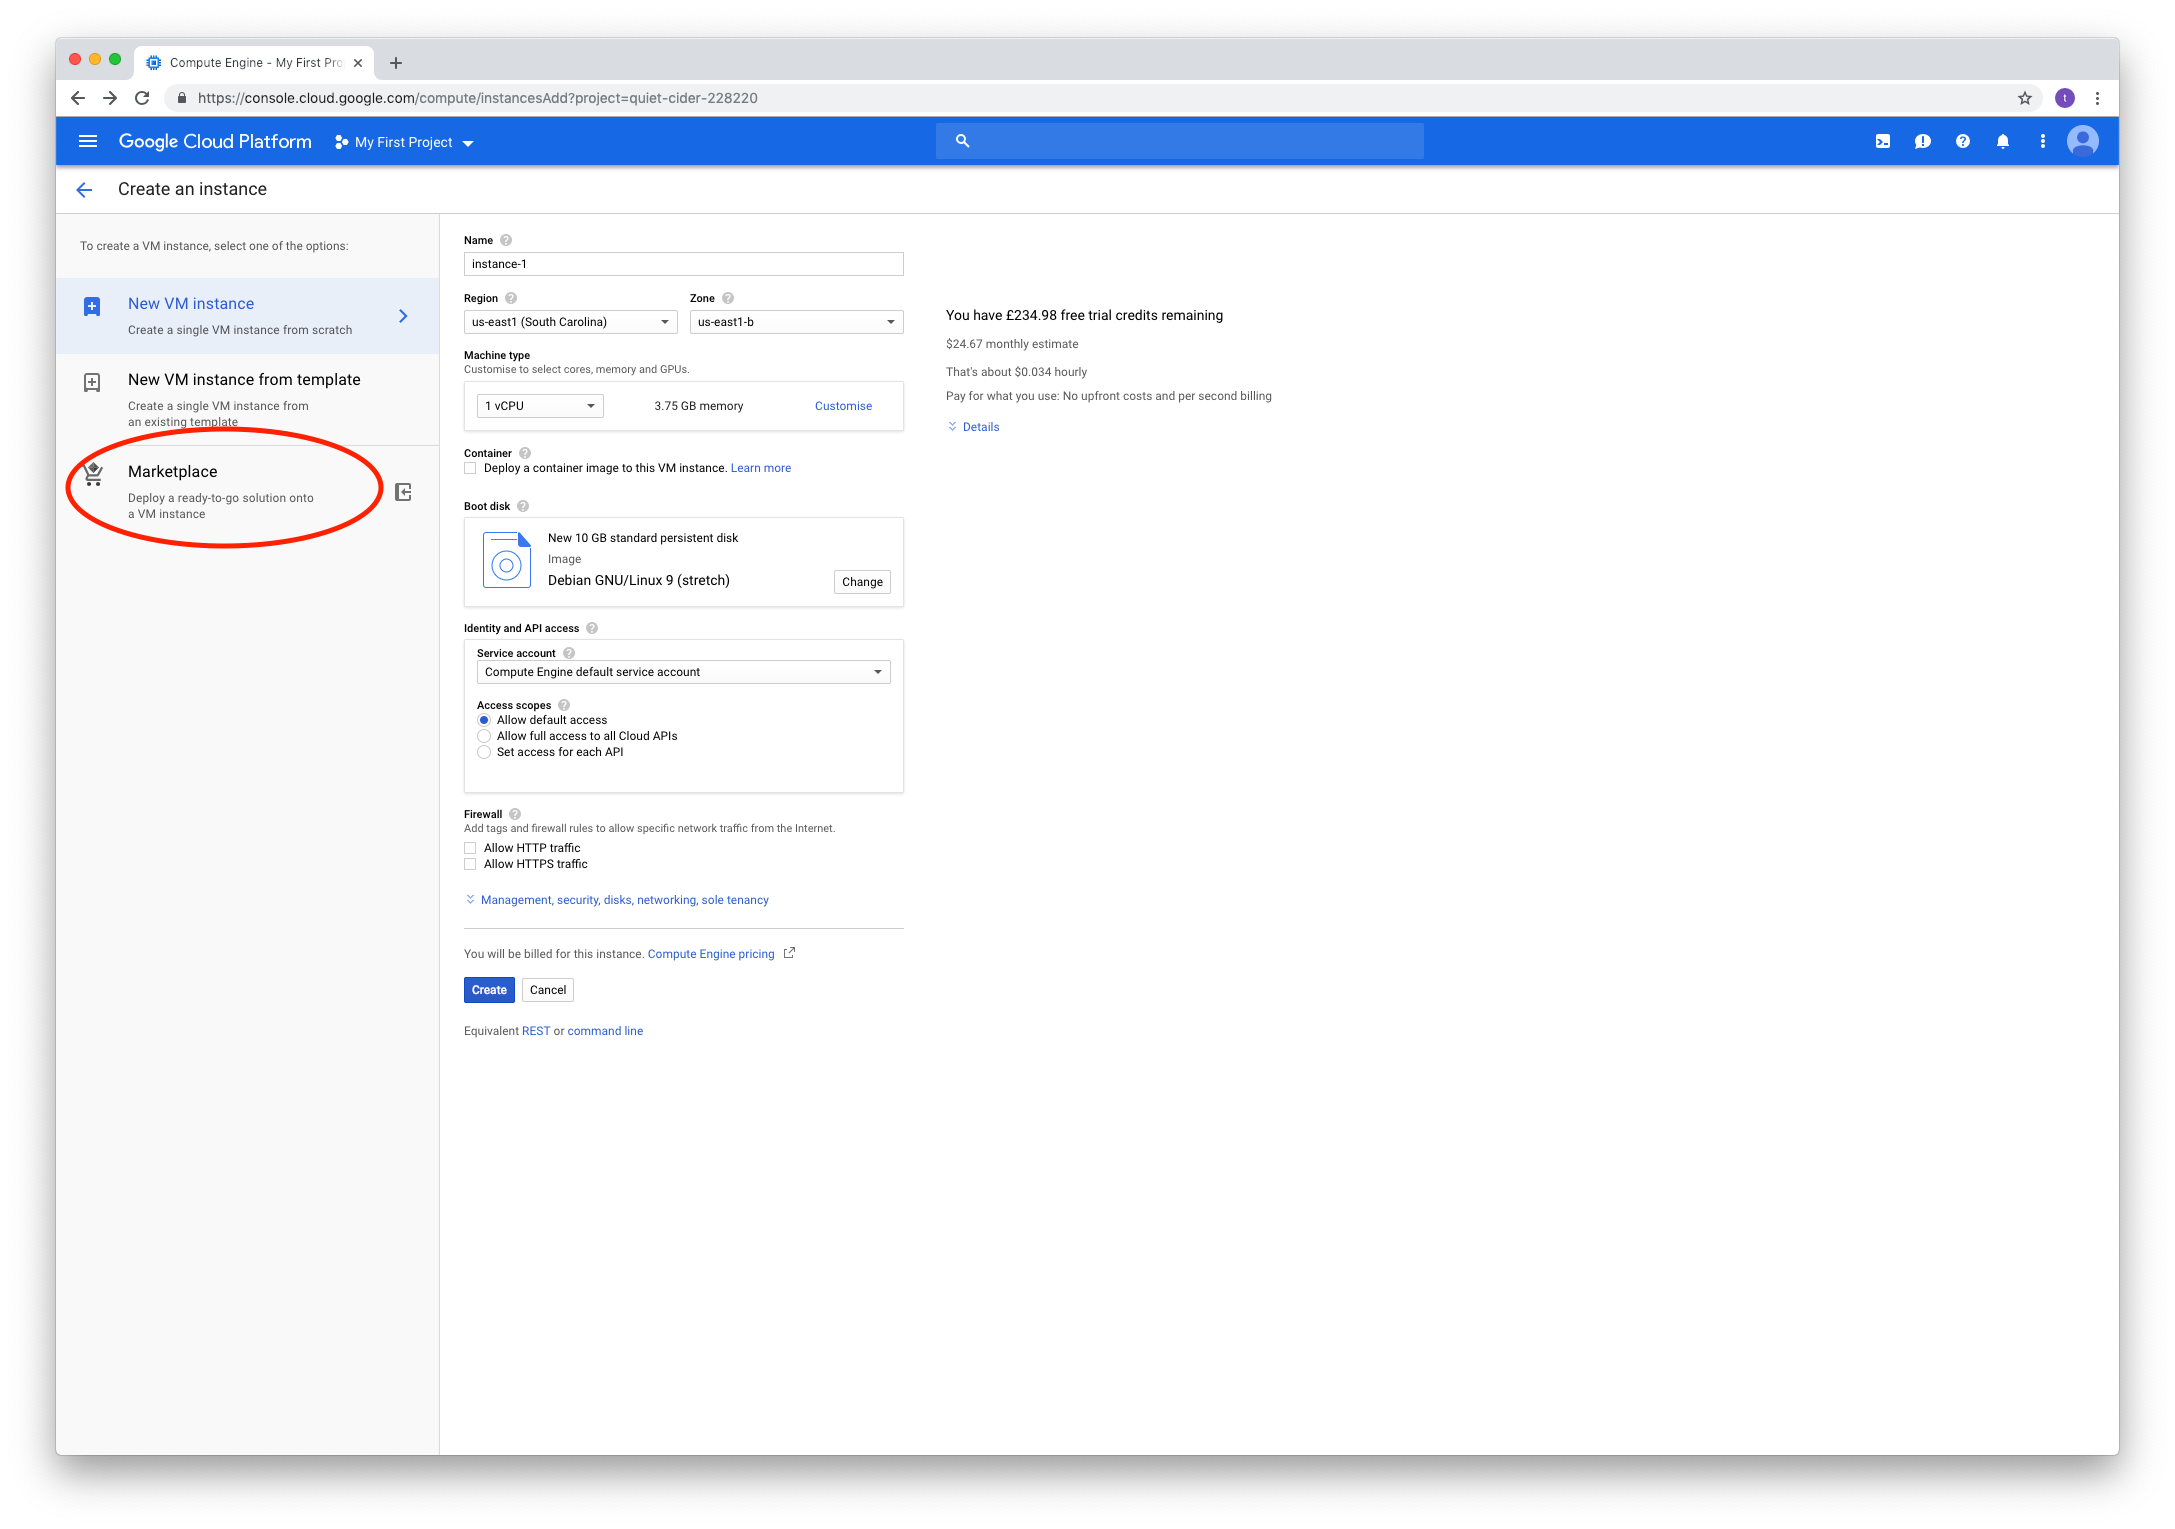 Compute Engine - My First Pro
https://console.cloud.google.com/compute/instancesAdd?project=quiet-cider-228220
t
Google Cloud Platform
My First Project
Create an instance
To create a VM instance, select one of the options:
New VM instance
Create a single VM instance from scratch
New VM instance from template
Create a single VM instance from
an existing template
Marketplace
Deploy a ready-to-go solution onto
a VM instance
Name
instance-1
Region
Zone
us-east1 (South Carolina)
us-east1-b
Machine type
Customise to select cores, memory and GPUs.
1 vCPU
3.75 GB memory
Customise
Container
Deploy a container image to this VM instance. Learn more
Boot disk
New 10 GB standard persistent disk
Image
Debian GNU/Linux 9 (stretch)
Change
Identity and API access
Service account
Compute Engine default service account
Access scopes
Allow default access
Allow full access to all Cloud APIs
Set access for each API
Firewall
Add tags and firewall rules to allow specific network traffic from the Internet.
Allow HTTP traffic
Allow HTTPS traffic
Management, security, disks, networking, sole tenancy
You will be billed for this instance. Compute Engine pricing
Create
Cancel
Equivalent REST or command line
You have £234.98 free trial credits remaining
$24.67 monthly estimate
That's about $0.034 hourly
Pay for what you use: No upfront costs and per second billing
Details